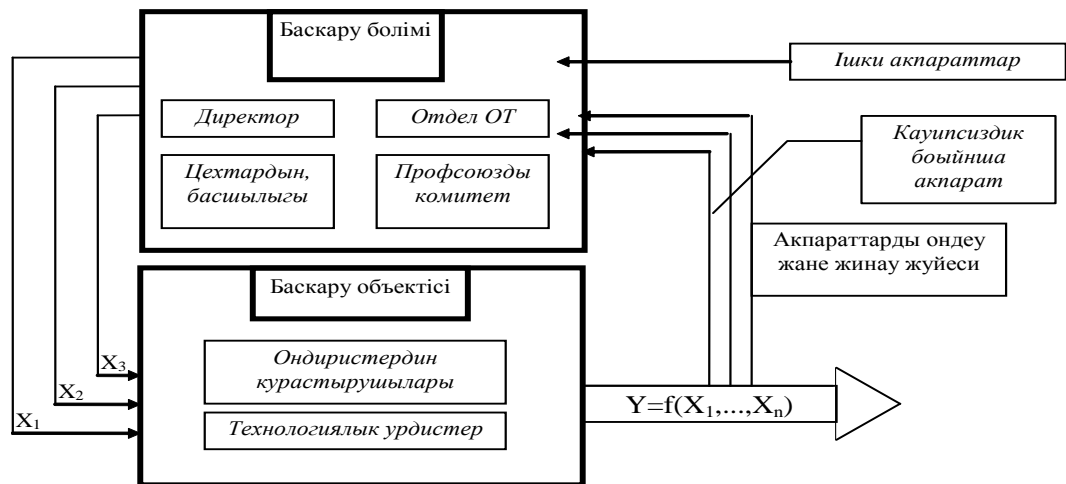 Баскару болімі
Ішки акпараттар
Директор
Отдел ОТ
Кауипсиздик
боыйнша
акпарат
Цехтардын,
басшылыгы
Профсоюзды
комитет
Акпараттарды ондеу
жане жинау жуйеси
Баскару объектісі
Ондиристердин
курастырушылары
X3
X2
X1
Технологиялык урдистер
Y=f(X1,...,Xn)